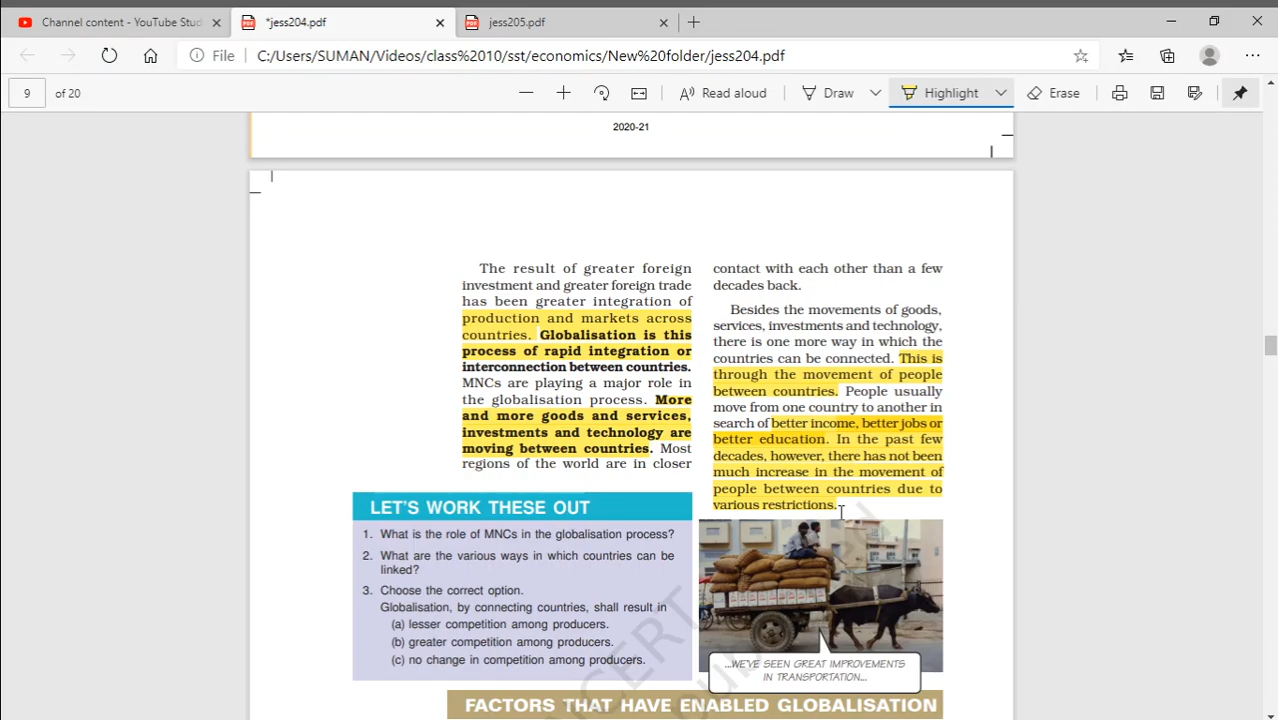 Channel content - YouTube Stud
*jess204.pdf
jess205.pdf
File
C:/Users/SUMAN/Videos/class%2010/sst/economics/New%20folder/jess204.pdf
9 of 20
Read aloud
Draw
Highlight
Erase
2020-21
The result of greater foreign
investment and greater foreign trade
has been greater integration of
production and markets across
countries. Globalisation is this
process of rapid integration or
interconnection between countries.
MNCs are playing a major role in
the globalisation process. More
and more goods and services,
investments and technology are
moving between countries. Most
regions of the world are in closer
contact with each other than a few
decades back.
Besides the movements of goods,
services, investments and technology,
there is one more way in which the
countries can be connected. This is
through the movement of people
between countries. People usually
move from one country to another in
search of better income, better jobs or
better education. In the past few
decades, however, there has not been
much increase in the movement of
people between countries due to
various restrictions.
LET'S WORK THESE OUT
1. What is the role of MNCs in the globalisation process?
2. What are the various ways in which countries can be
linked?
3. Choose the correct option.
Globalisation, by connecting countries, shall result in
(a) lesser competition among producers.
(b) greater competition among producers.
(c) no change in competition among producers.
...WE'VE SEEN GREAT IMPROVEMENTS
IN TRANSPORTATION...
FACTORS THAT HAVE ENABLED GLOBALISATION